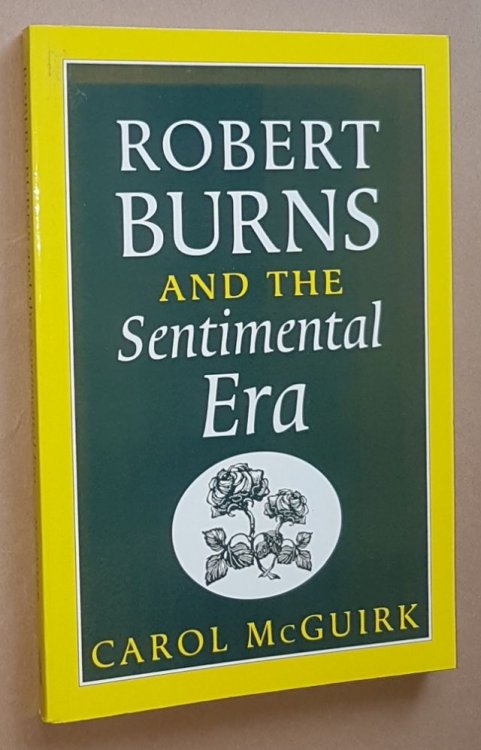 ROBERT
BURNS
AND THE
Sentimental
Era
CAROL McGUIRK